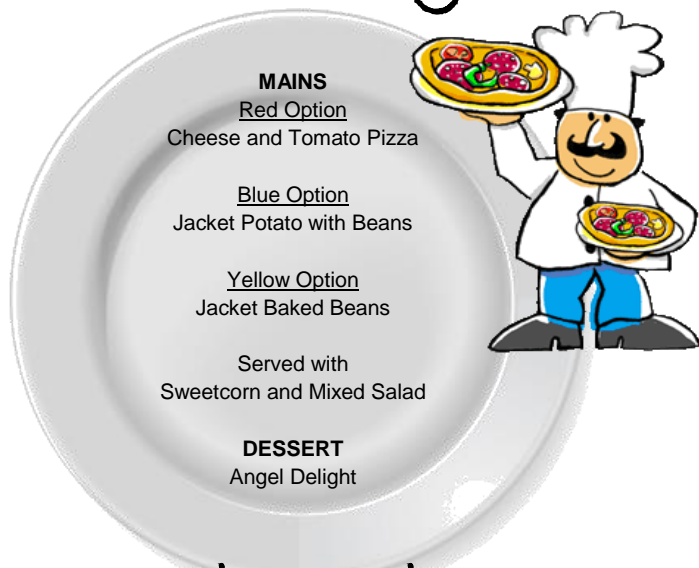 MAINS
Red Option
Cheese and Tomato Pizza
Blue Option
Jacket Potato with Beans
Yellow Option
Jacket Baked Beans
Served with
Sweetcorn and Mixed Salad
DESSERT
Angel Delight